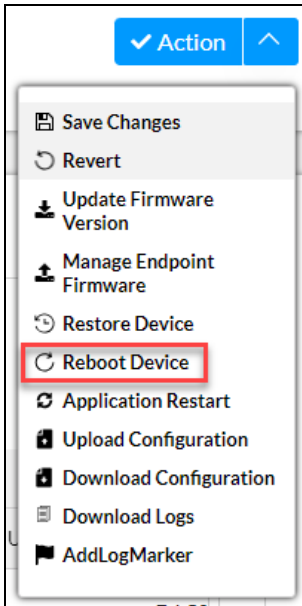 Action
Save Changes
Revert
Update Firmware
Version
Manage Endpoint
Firmware
Restore Device
Reboot Device
Application Restart
Upload Configuration
Download Configuration
Download Logs
AddLogMarker